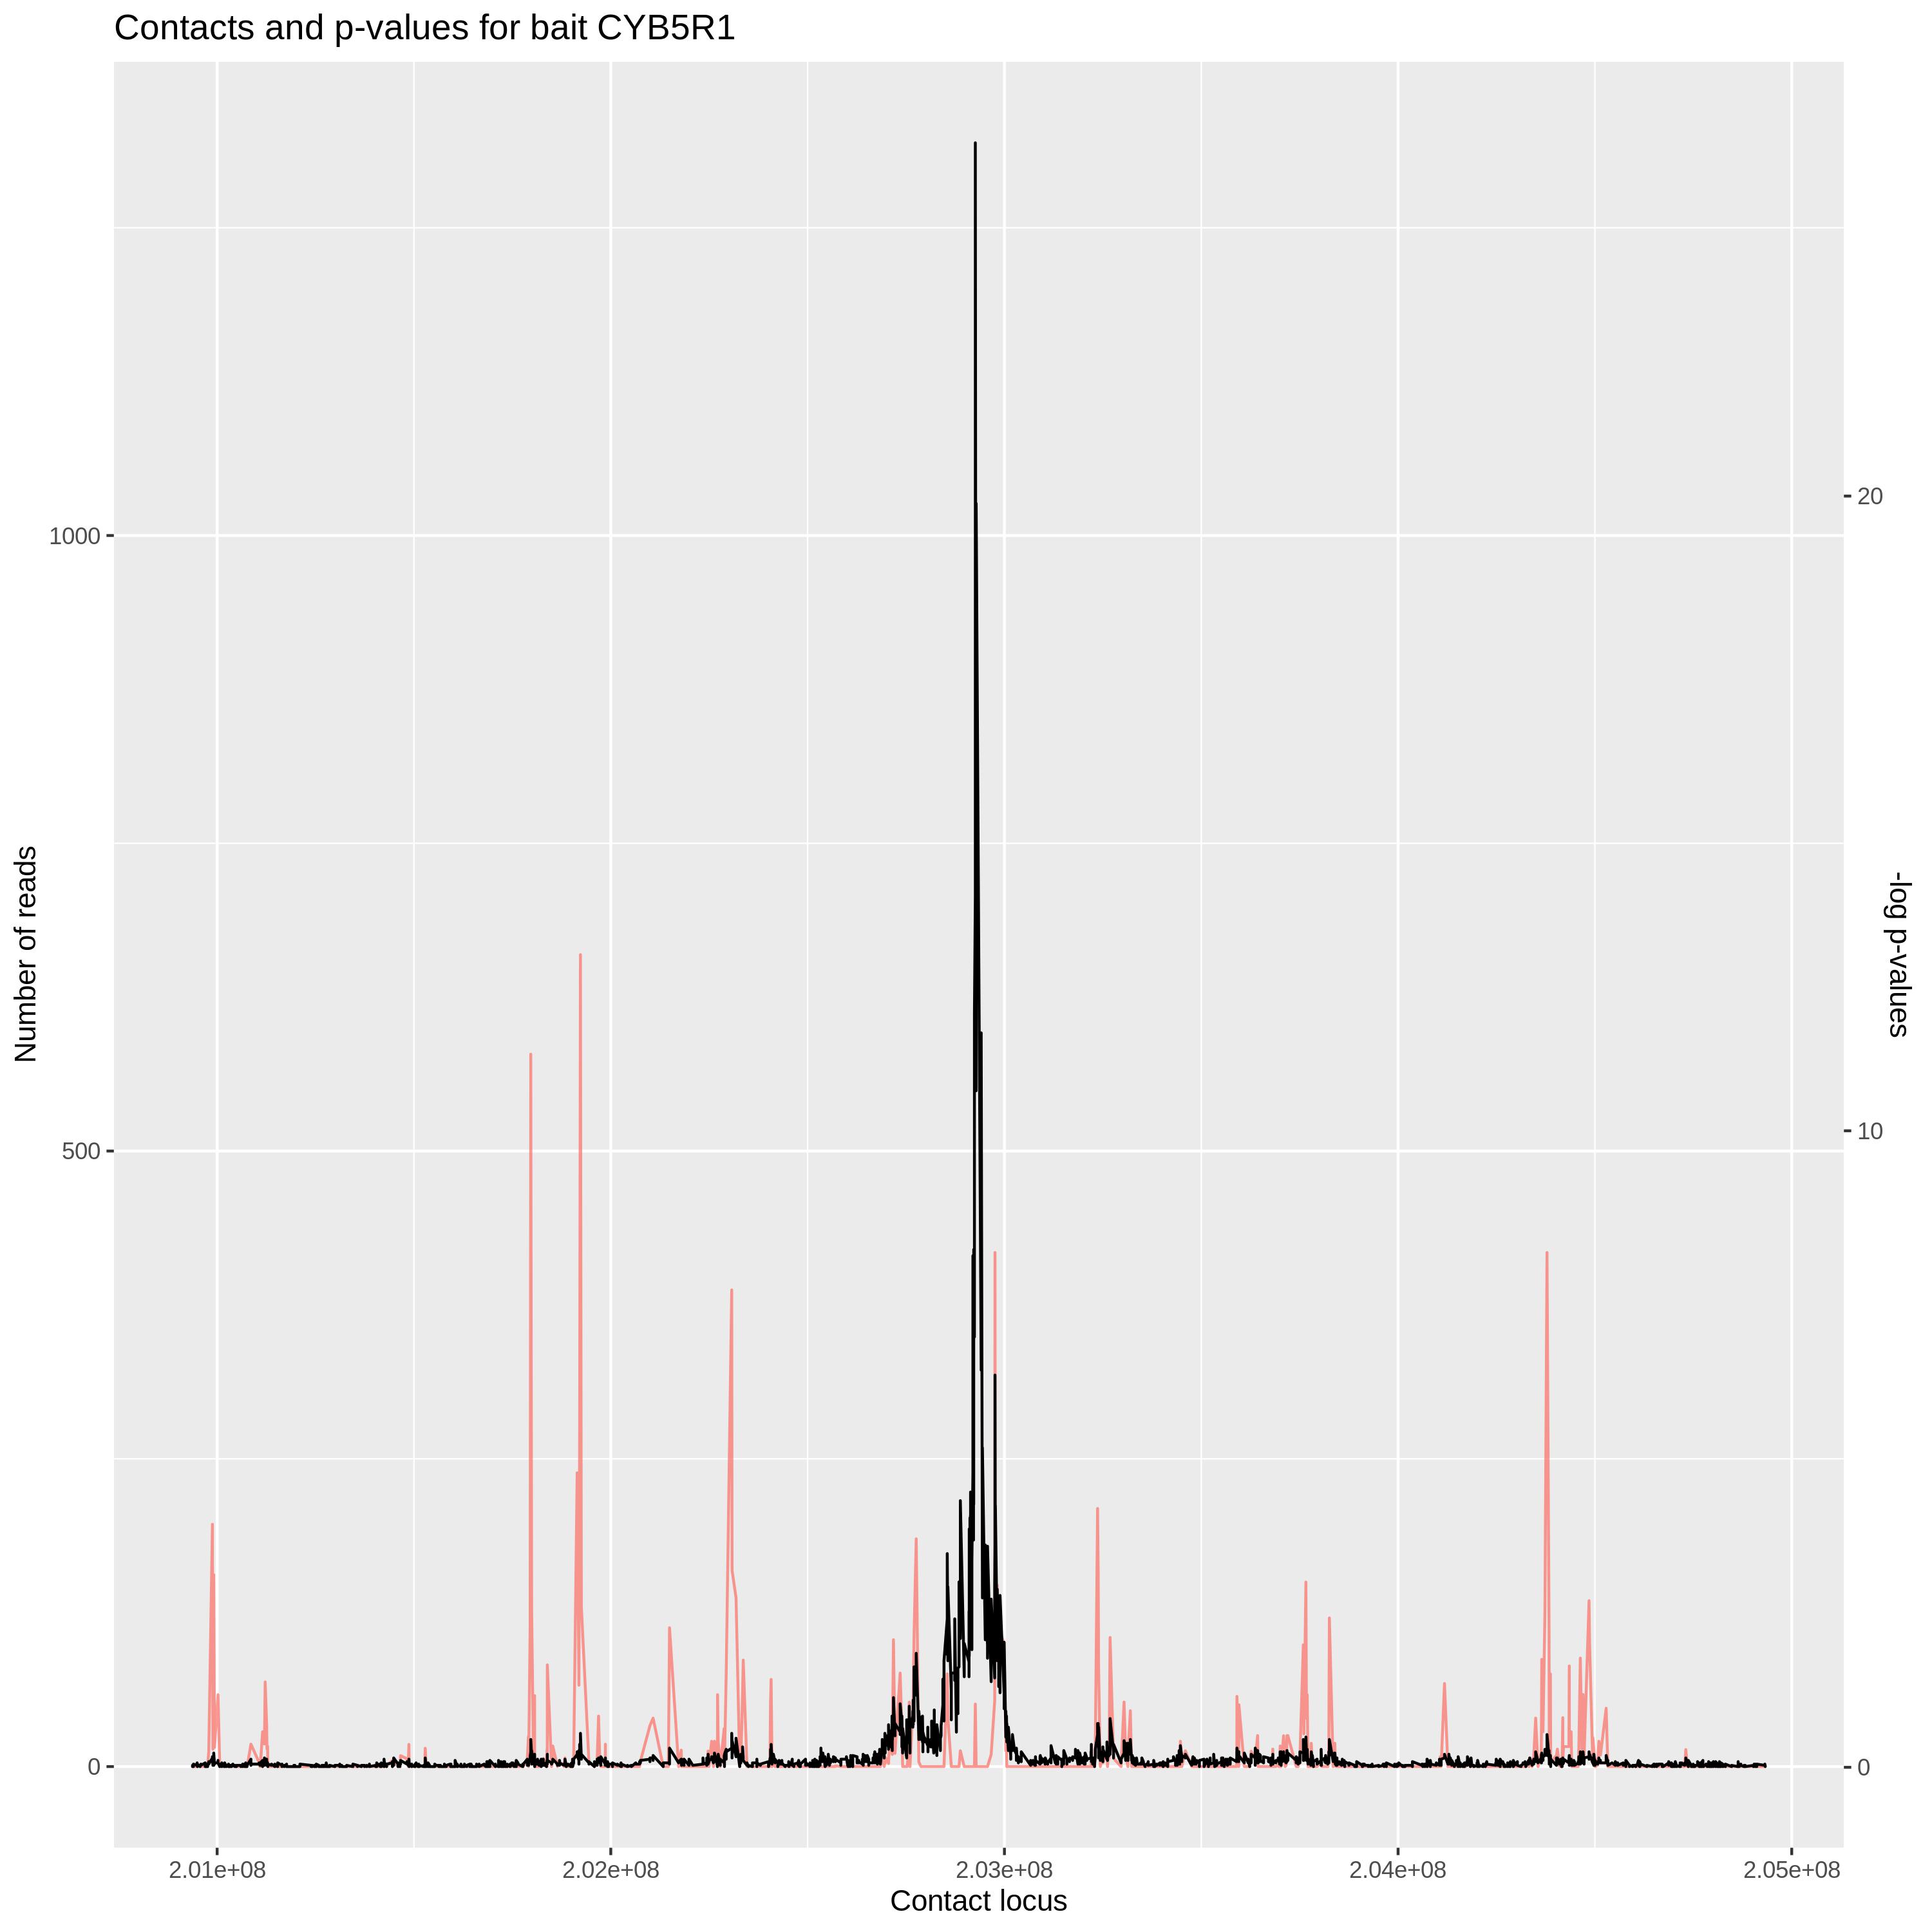 Contacts and p-values for bait CYB5R1
Number of reads
1000
500
0
20
10
0
-log p-values
2.01e+08
2.02e+08
2.03e+08
2.04e+08
2.05e+08
Contact locus